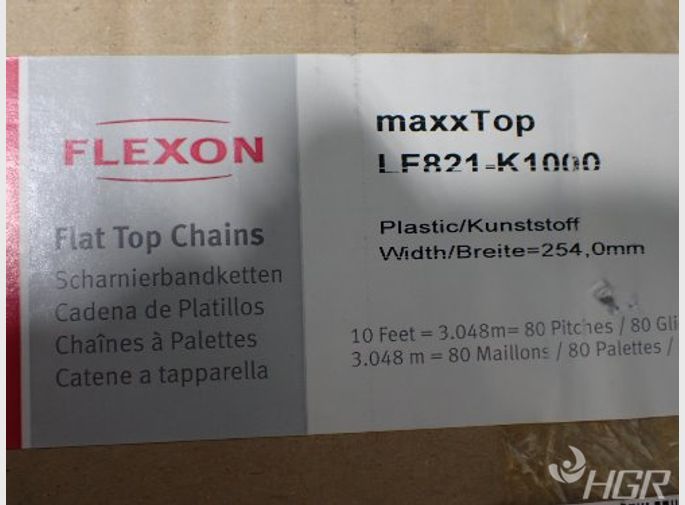 FLEXON
Flat Top Chains
Scharnierbandketten
Cadena de Platillos
Chaînes à Palettes
Catene a tapparella
maxxTop
LF821-K1000
Plastic/Kunststoff
Width/Breite=254,0mm
10 Feet = 3.048m= 80 Pitches / 80 Gli
3.048 m = 80 Maillons / 80 Palettes /
HGR